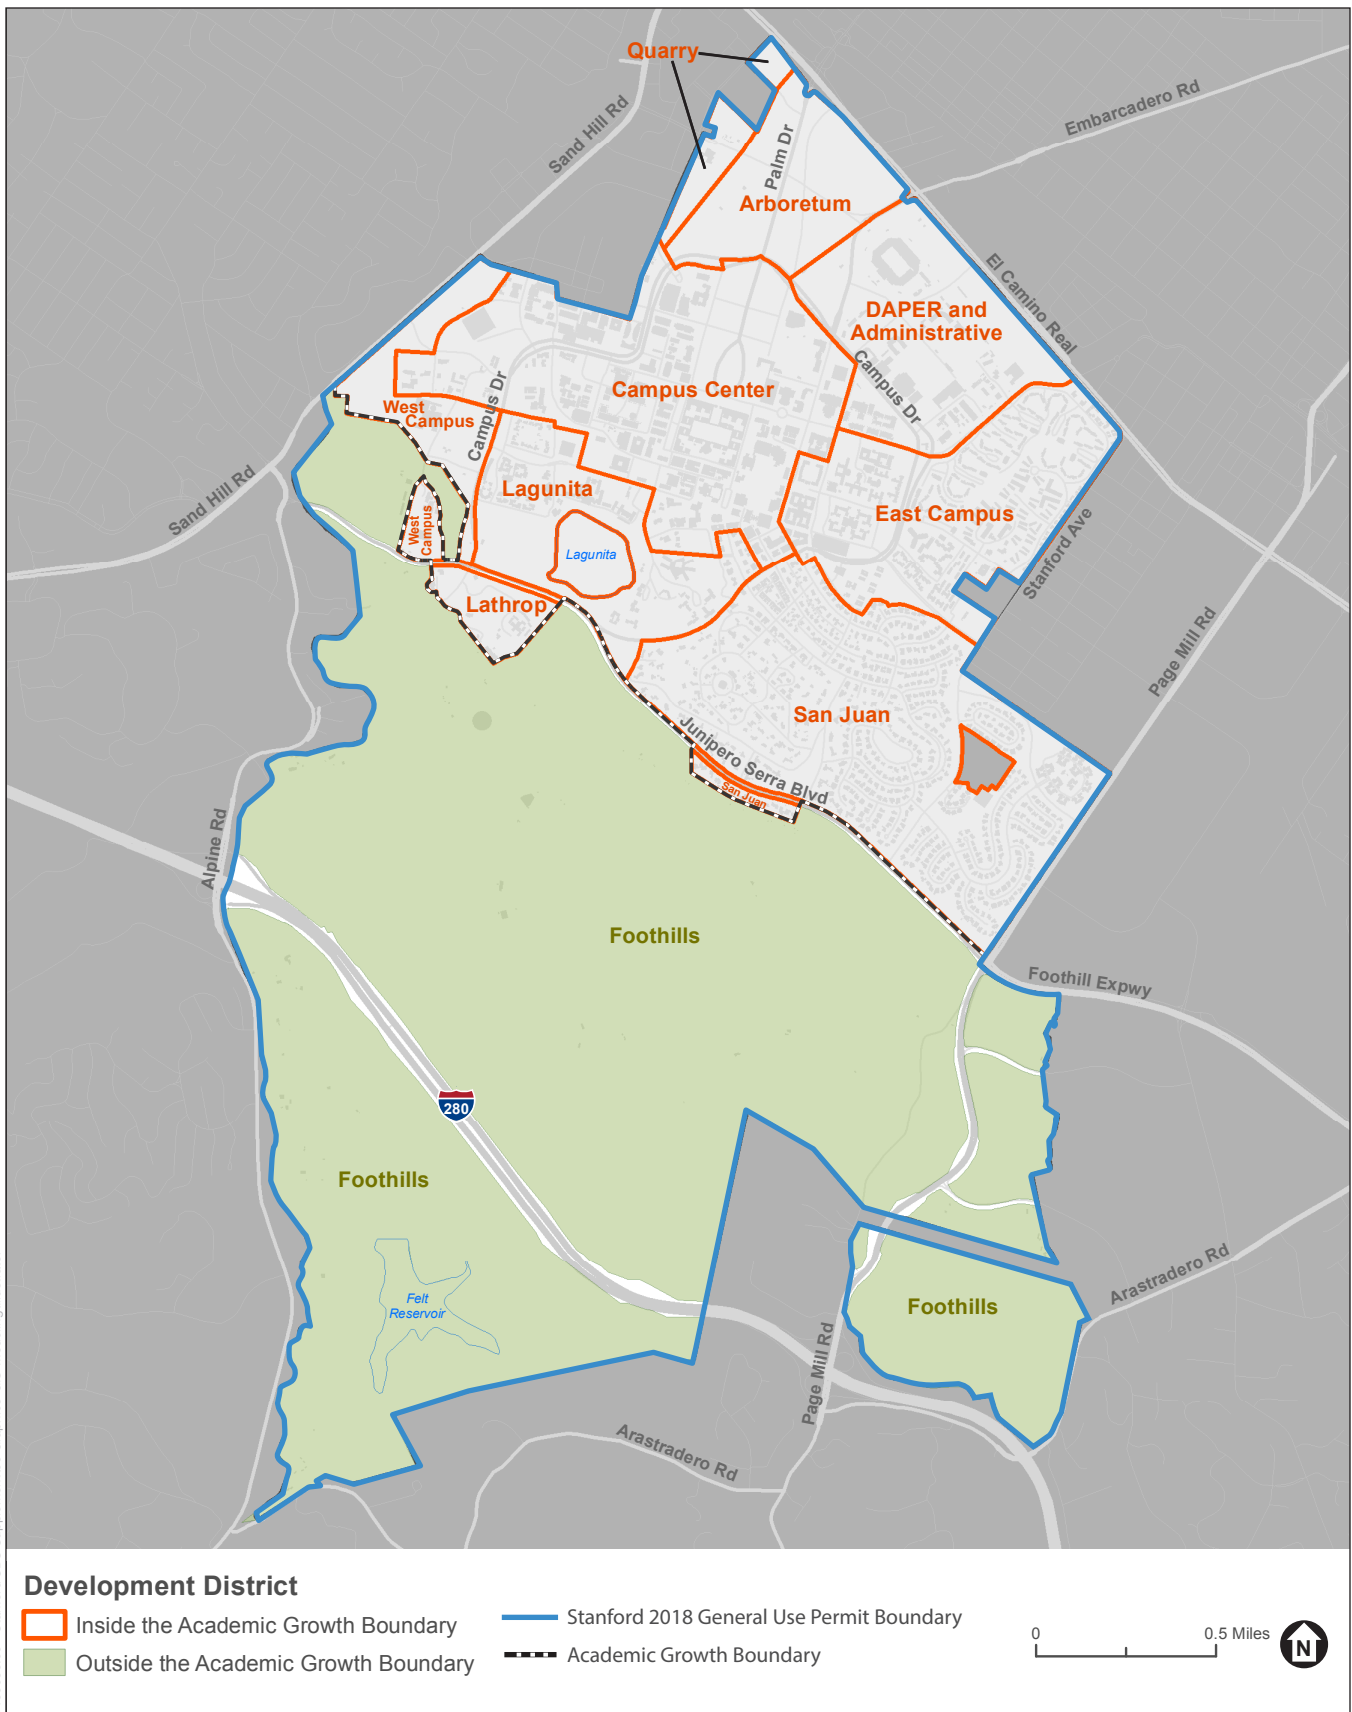 Quarry
Sand Hill Rd
Embarcadero Rd
Palm Dr
Arboretum
El Camino Real
DAPER and
Administrative
Campus Dr
Campus Center
Campus Dr
West
Campus
Sand Hill Rd
Lagunita
East Campus
West
Campus
Lagunita
Stanford Ave
Lathrop
Page Mill Rd
San Juan
Junipero Serra Blvd
San Juan
Alpine Rd
Foothills
Foothill Expwy
280
Foothills
Arastradero Rd
Felt
Reservoir
Foothills
Page Mill Rd
Arastradero Rd
Development District
Inside the Academic Growth Boundary
Outside the Academic Growth Boundary
Stanford 2018 General Use Permit Boundary
Academic Growth Boundary
0 0.5 Miles
N